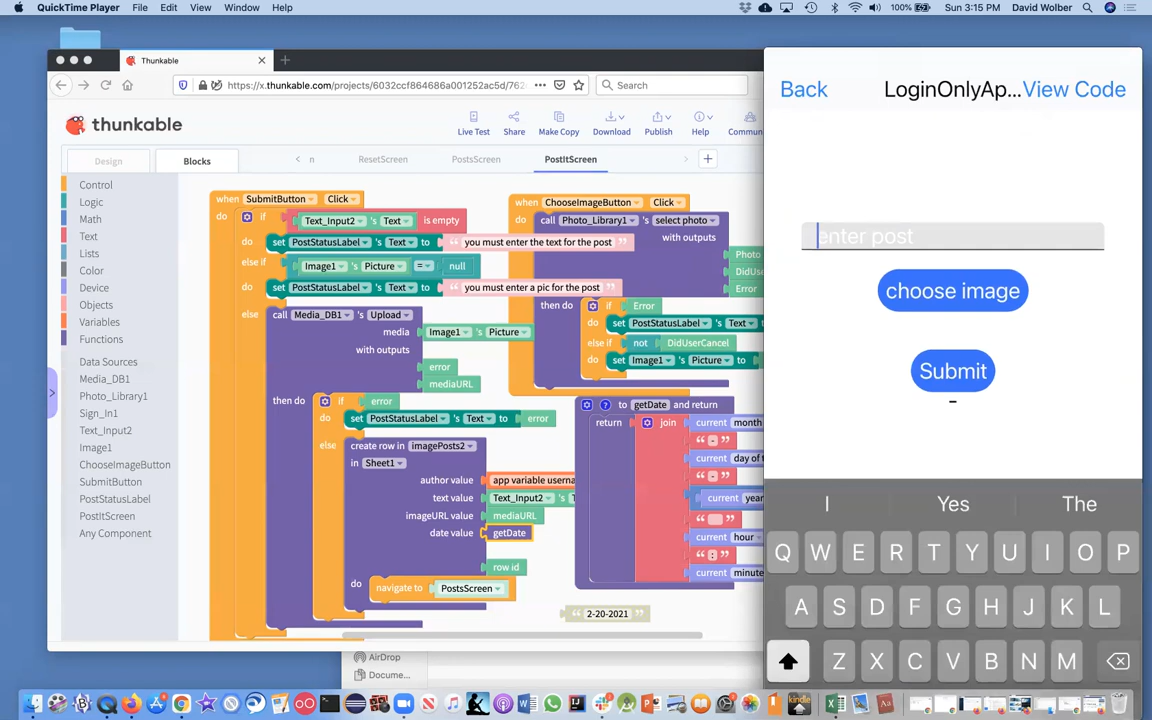 QuickTime Player File Edit View Window Help 100% Sun 3:15 PM David Wolber
Thunkable
https://x.thunkable.com/projects/6032ccf864686a001252ac5d/762 Search
thunkable
Live Test Share Make Copy Download Publish Help Commun
Design Blocks n ResetScreen PostsScreen PostItScreen
Control
Logic
Math
Text
Lists
Color
Device
Objects
Variables
Functions
Data Sources
Media_DB1
Photo_Library1
Sign_In1
Text_Input2
Image1
ChooseImageButton
SubmitButton
PostStatusLabel
PostItScreen
Any Component
when SubmitButton Click
do if Text_Input2 's Text is empty
do set PostStatusLabel 's Text to “ you must enter the text for the post ”
else if Image1 's Picture = null
do set PostStatusLabel 's Text to “ you must enter a pic for the post ”
else call Media_DB1 's Upload
media Image1 's Picture
with outputs
error
mediaURL
then do if error
do set PostStatusLabel 's Text to error
else create row in imagePosts2
in Sheet1
author value app variable userna
text value Text_Input2 's T
imageURL value mediaURL
date value getDate
row id
do navigate to PostsScreen
when ChooseImageButton Click
do call Photo_Library1 's select photo
with outputs
Photo
DidUser
Error
then do if Error
do set PostStatusLabel 's Text to
else if not DidUserCancel
do set Image1 's Picture to
? to getDate and return
return join current month
“ - ”
current day of t
“ - ”
current year
“ ”
current hour
“ : ”
current minute
“ 2-20-2021 ”
AirDrop
Docume...
Back LoginOnlyAp... View Code
enter post
choose image
Submit
I Yes The
Q W E R T Y U I O P
A S D F G H J K L
Z X C V B N M
kindle